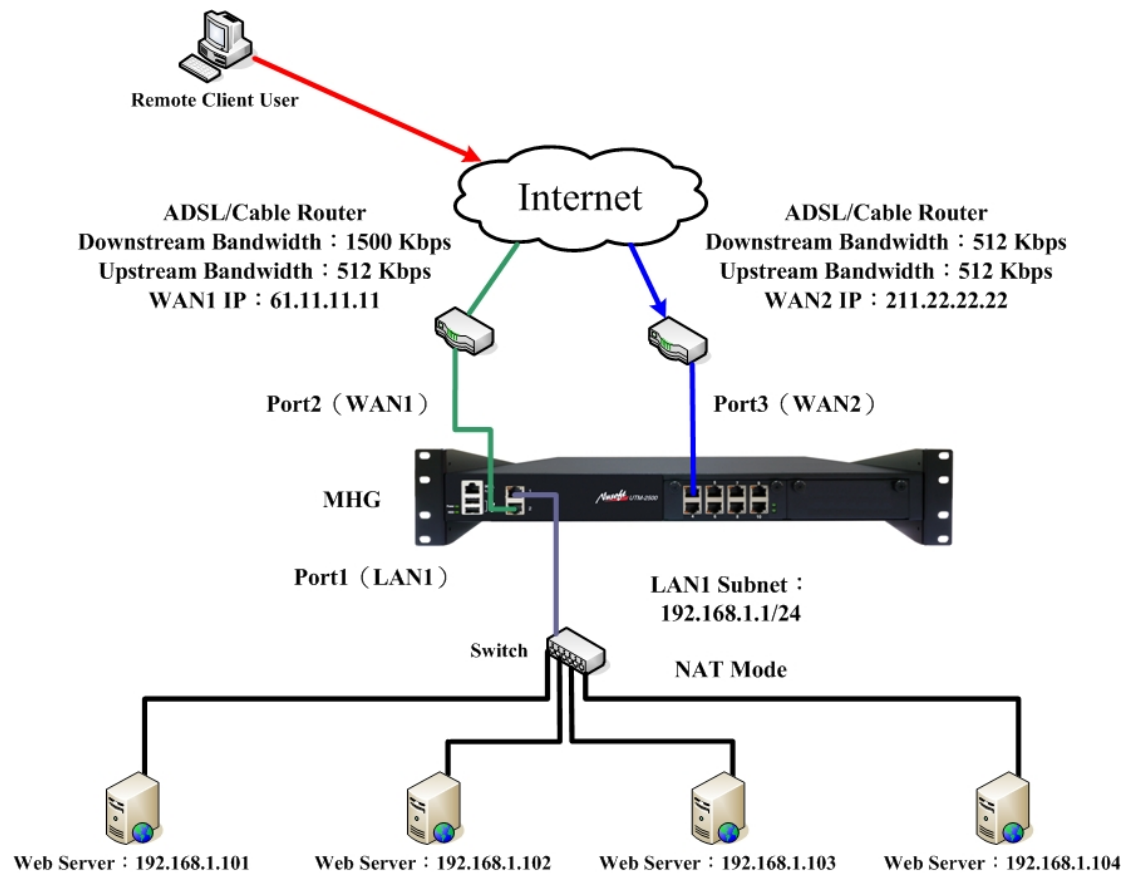 Remote Client User
Internet
ADSL/Cable Router
Downstream Bandwidth：1500 Kbps
Upstream Bandwidth：512 Kbps
WAN1 IP：61.11.11.11
ADSL/Cable Router
Downstream Bandwidth：512 Kbps
Upstream Bandwidth：512 Kbps
WAN2 IP：211.22.22.22
Port2（WAN1）
Port3（WAN2）
MHG
Nusoft UTM-2500
Port1（LAN1）
LAN1 Subnet：
192.168.1.1/24
Switch
NAT Mode
Web Server：192.168.1.101
Web Server：192.168.1.102
Web Server：192.168.1.103
Web Server：192.168.1.104